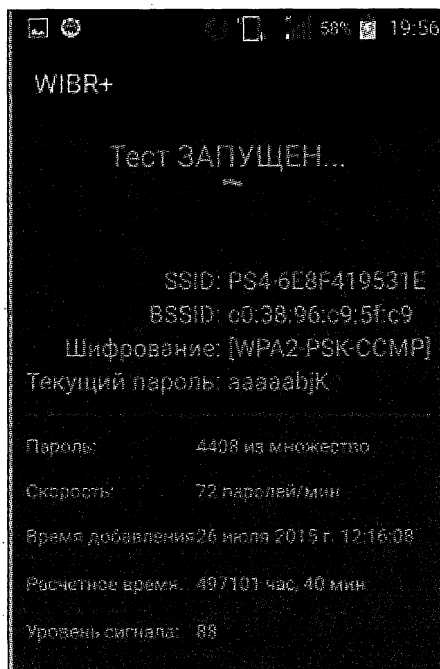 58% 19:56
WIBR+
Тест ЗАПУЩЕН...
SSID: PS4-6E8F419531E
BSSID: c0:38:96:c9:5f:c9
Шифрование: [WPA2-PSK-CCMP]
Текущий пароль: aaaaabjK
Пароль: 4408 из множество
Скорость: 72 паролей/мин
Время добавления 26 июля 2015 г. 12:16:08
Расчетное время: 497101 час, 40 мин
Уровень сигнала: 88